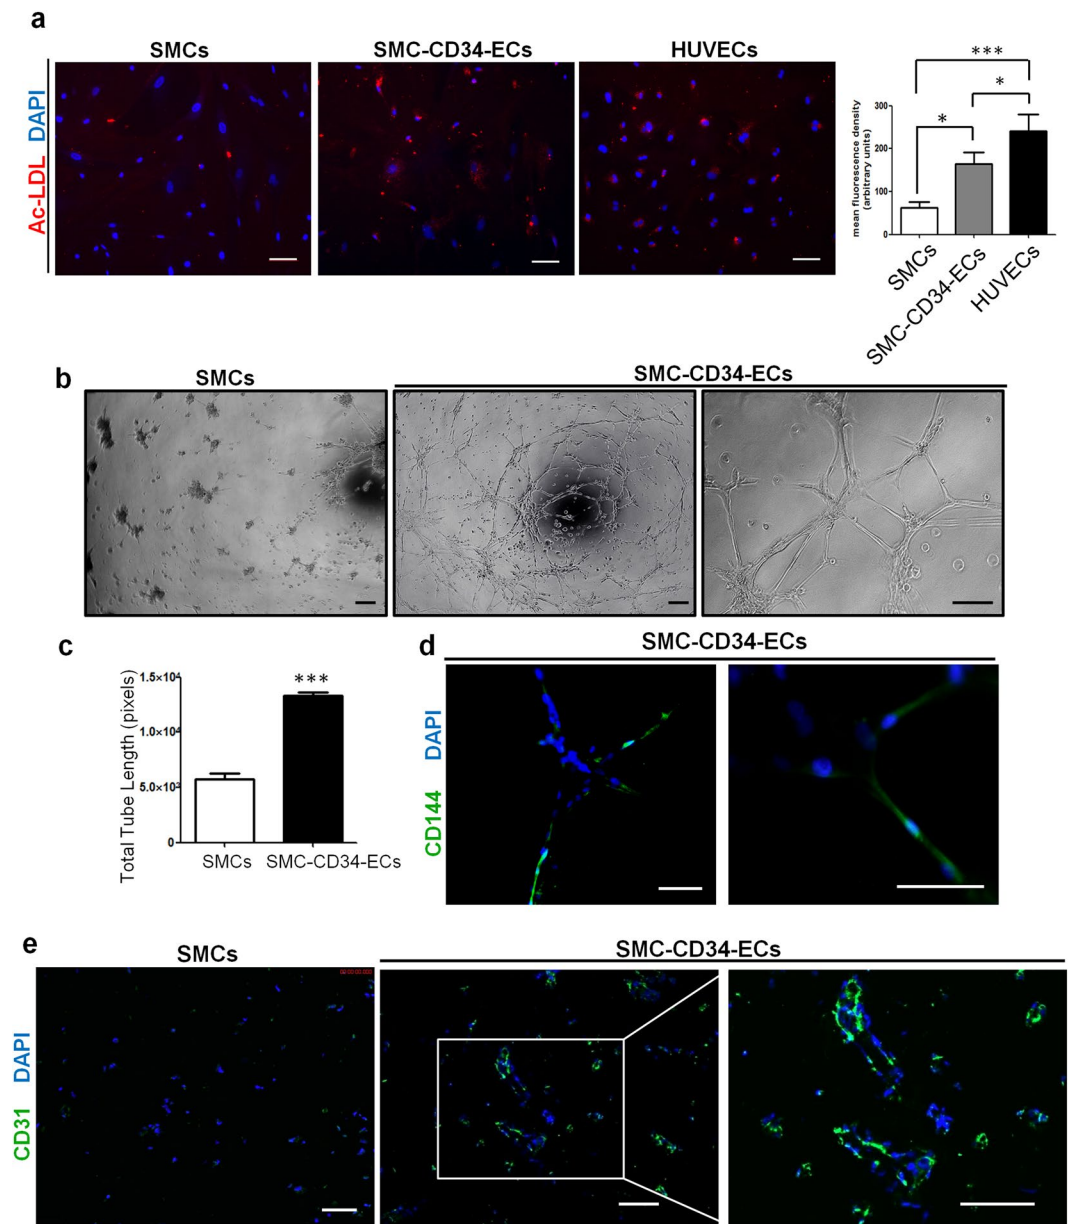 a
SMCs
SMC-CD34-ECs
HUVECs
Ac-LDL DAPI
***
*
*
mean fluorescence density
(arbitrary units)
300
200
100
0
SMCs
SMC-CD34-ECs
HUVECs
b
SMCs
SMC-CD34-ECs
c
Total Tube Length (pixels)
1.5×10⁴
1.0×10⁴
5.0×10³
0
***
SMCs
SMC-CD34-ECs
d
SMC-CD34-ECs
CD144 DAPI
e
SMCs
SMC-CD34-ECs
CD31 DAPI